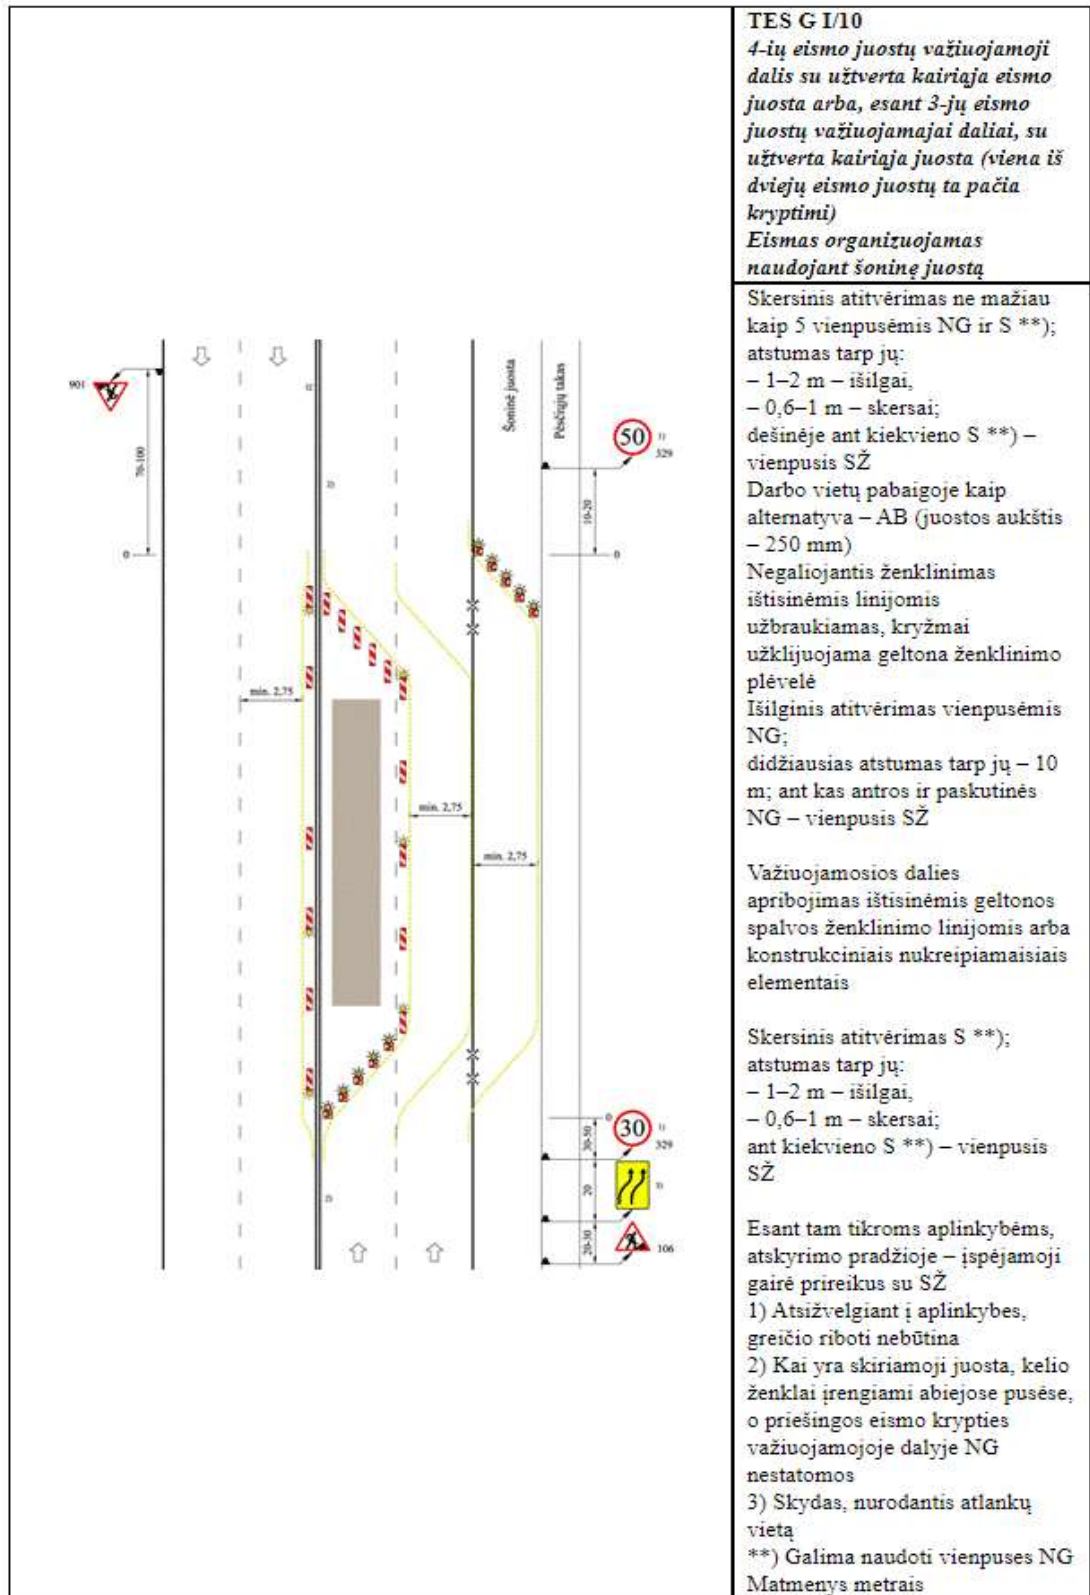 TES G I/10
4-ių eismo juostų važiuojamoji
dalis su užtverta kairiąja eismo
juosta arba, esant 3-jų eismo
juostų važiuojamajai daliai, su
užtverta kairiąja juosta (viena iš
dviejų eismo juostų ta pačia
kryptimi)
Eismas organizuojamas
naudojant šoninę juostą
Skersinis atitvėrimas ne mažiau
kaip 5 vienpusėmis NG ir S **);
atstumas tarp jų:
– 1–2 m – išilgai,
– 0,6–1 m – skersai;
dešinėje ant kiekvieno S **) –
vienpusis SŽ
Darbo vietų pabaigoje kaip
alternatyva – AB (juostos aukštis
– 250 mm)
Negaliojantis ženklinimas
ištisinėmis linijomis
užbraukiamas, kryžmai
užklijuojama geltona ženklinimo
plėvelė
Išilginis atitvėrimas vienpusėmis
NG;
didžiausias atstumas tarp jų – 10
m; ant kas antros ir paskutinės
NG – vienpusis SŽ
Važiuojamosios dalies
apribojimas ištisinėmis geltonos
spalvos ženklinimo linijomis arba
konstrukciniais nukreipiamaisiais
elementais
Skersinis atitvėrimas S **);
atstumas tarp jų:
– 1–2 m – išilgai,
– 0,6–1 m – skersai;
ant kiekvieno S **) – vienpusis
SŽ
Esant tam tikroms aplinkybėms,
atskyrimo pradžioje – įspėjamoji
gairė prireikus su SŽ
1) Atsižvelgiant į aplinkybes,
greičio riboti nebūtina
2) Kai yra skiriamoji juosta, kelio
ženklai įrengiami abiejose pusėse,
o priešingos eismo krypties
važiuojamojoje dalyje NG
nestatomos
3) Skydas, nurodantis atlankų
vietą
**) Galima naudoti vienpuses NG
Matmenys metrais
901
70-100
0
2)
2)
Šoninė juosta
Pėsčiųjų takas
50
1)
329
10-20
0
min. 2,75
min. 2,75
min. 2,75
0
30-50
30
1)
329
20
3)
20-30
106
2)